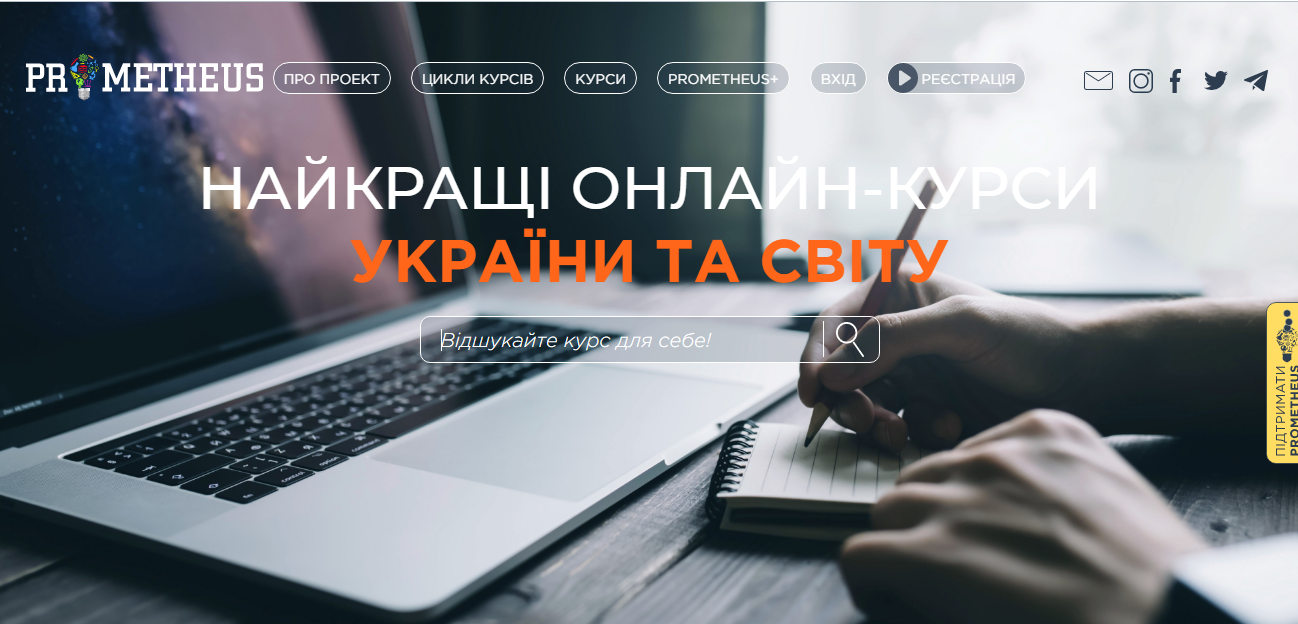 PROMETHEUS
ПРО ПРОЕКТ
ЦИКЛИ КУРСІВ
КУРСИ
PROMETHEUS+
ВХІД
РЕЄСТРАЦІЯ
НАЙКРАЩІ ОНЛАЙН-КУРСИ
УКРАЇНИ ТА СВІТУ
Відшукайте курс для себе!
ПІДТРИМАТИ
PROMETHEUS